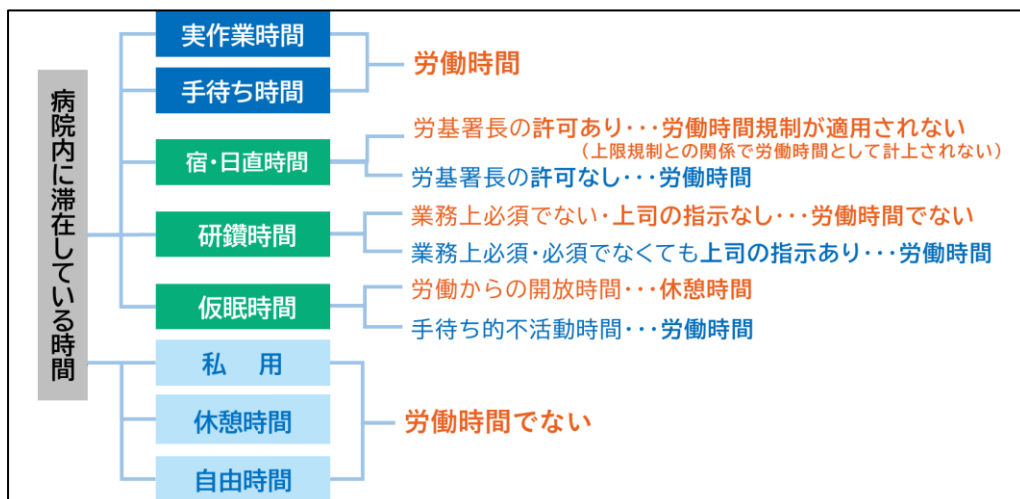 病院内に滞在している時間
実作業時間
手待ち時間
労働時間
宿・日直時間
労基署長の許可あり・・・労働時間規制が適用されない
（上限規制との関係で労働時間として計上されない）
労基署長の許可なし・・・労働時間
研鑽時間
業務上必須でない・上司の指示なし・・・労働時間でない
業務上必須・必須でなくても上司の指示あり・・・労働時間
仮眠時間
労働からの開放時間・・・休憩時間
手待ち的不活動時間・・・労働時間
私　用
休憩時間
自由時間
労働時間でない